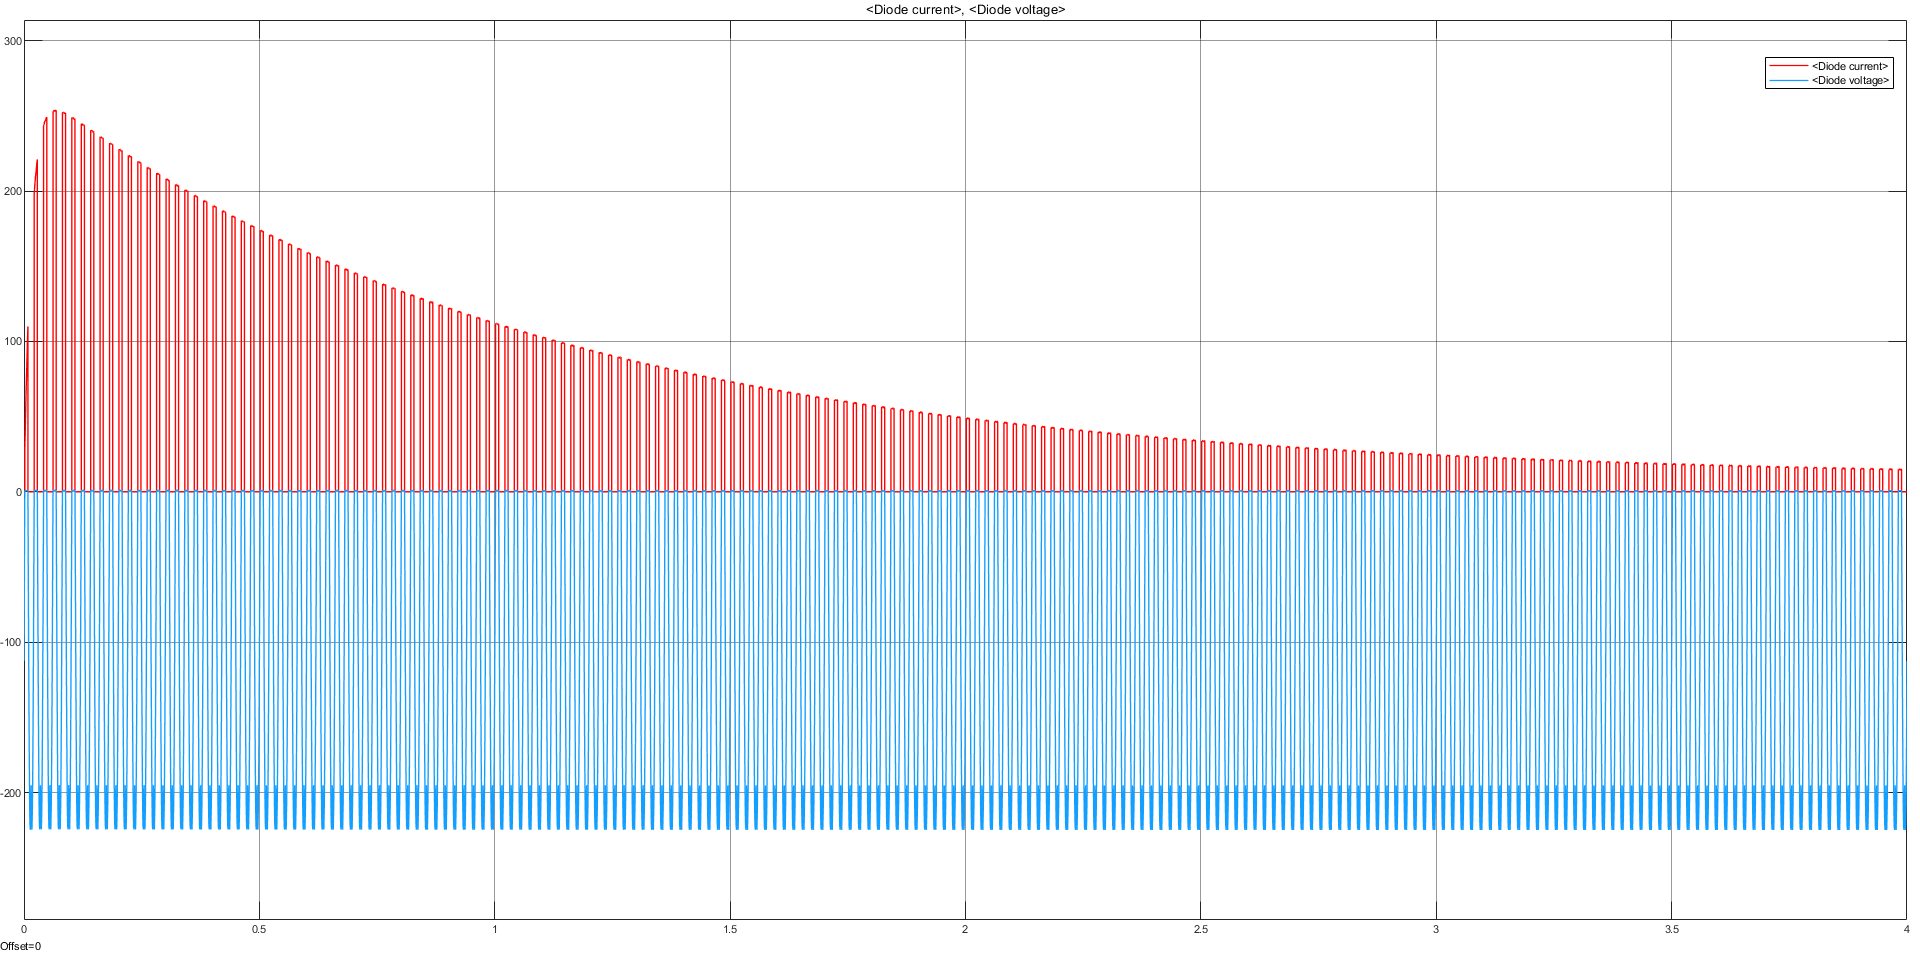 <Diode current>, <Diode voltage>
300
<Diode current>
<Diode voltage>
200
100
0
-100
-200
0 0.5 1 1.5 2 2.5 3 3.5 4
Offset=0